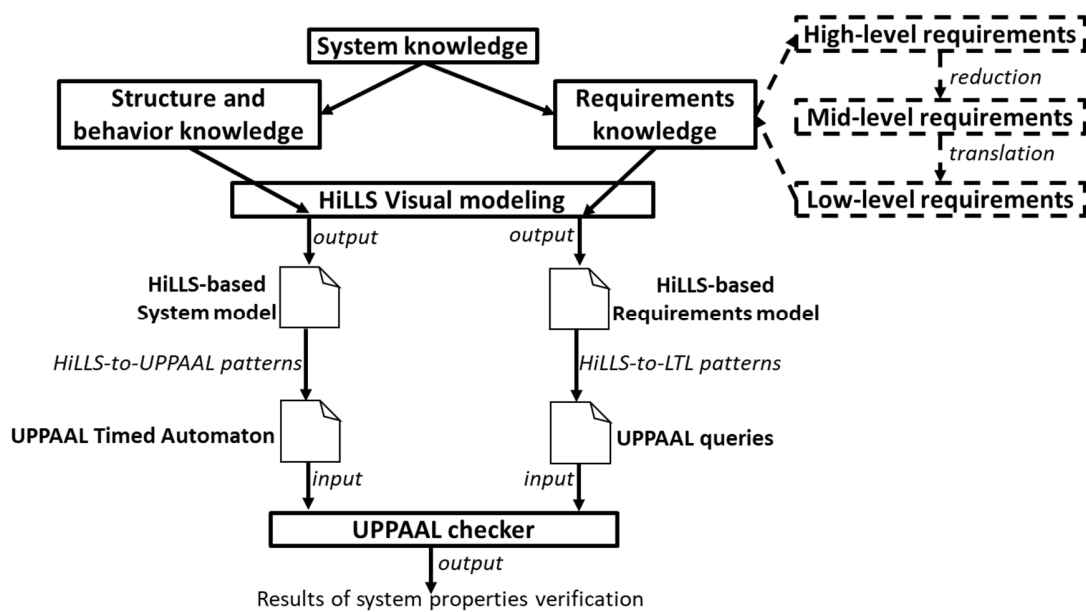 System knowledge
High-level requirements
reduction
Structure and
behavior knowledge
Requirements
knowledge
Mid-level requirements
translation
HiLLS Visual modeling
Low-level requirements
output
output
HiLLS-based
System model
HiLLS-based
Requirements model
HiLLS-to-UPPAAL patterns
HiLLS-to-LTL patterns
UPPAAL Timed Automaton
UPPAAL queries
input
input
UPPAAL checker
output
Results of system properties verification